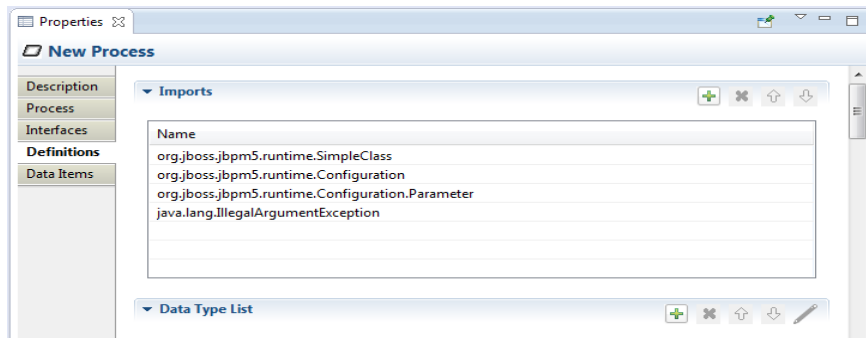 Properties
New Process
Description
Process
Interfaces
Definitions
Data Items
Imports
Name
org.jboss.jbpm5.runtime.SimpleClass
org.jboss.jbpm5.runtime.Configuration
org.jboss.jbpm5.runtime.Configuration.Parameter
java.lang.IllegalArgumentException
Data Type List